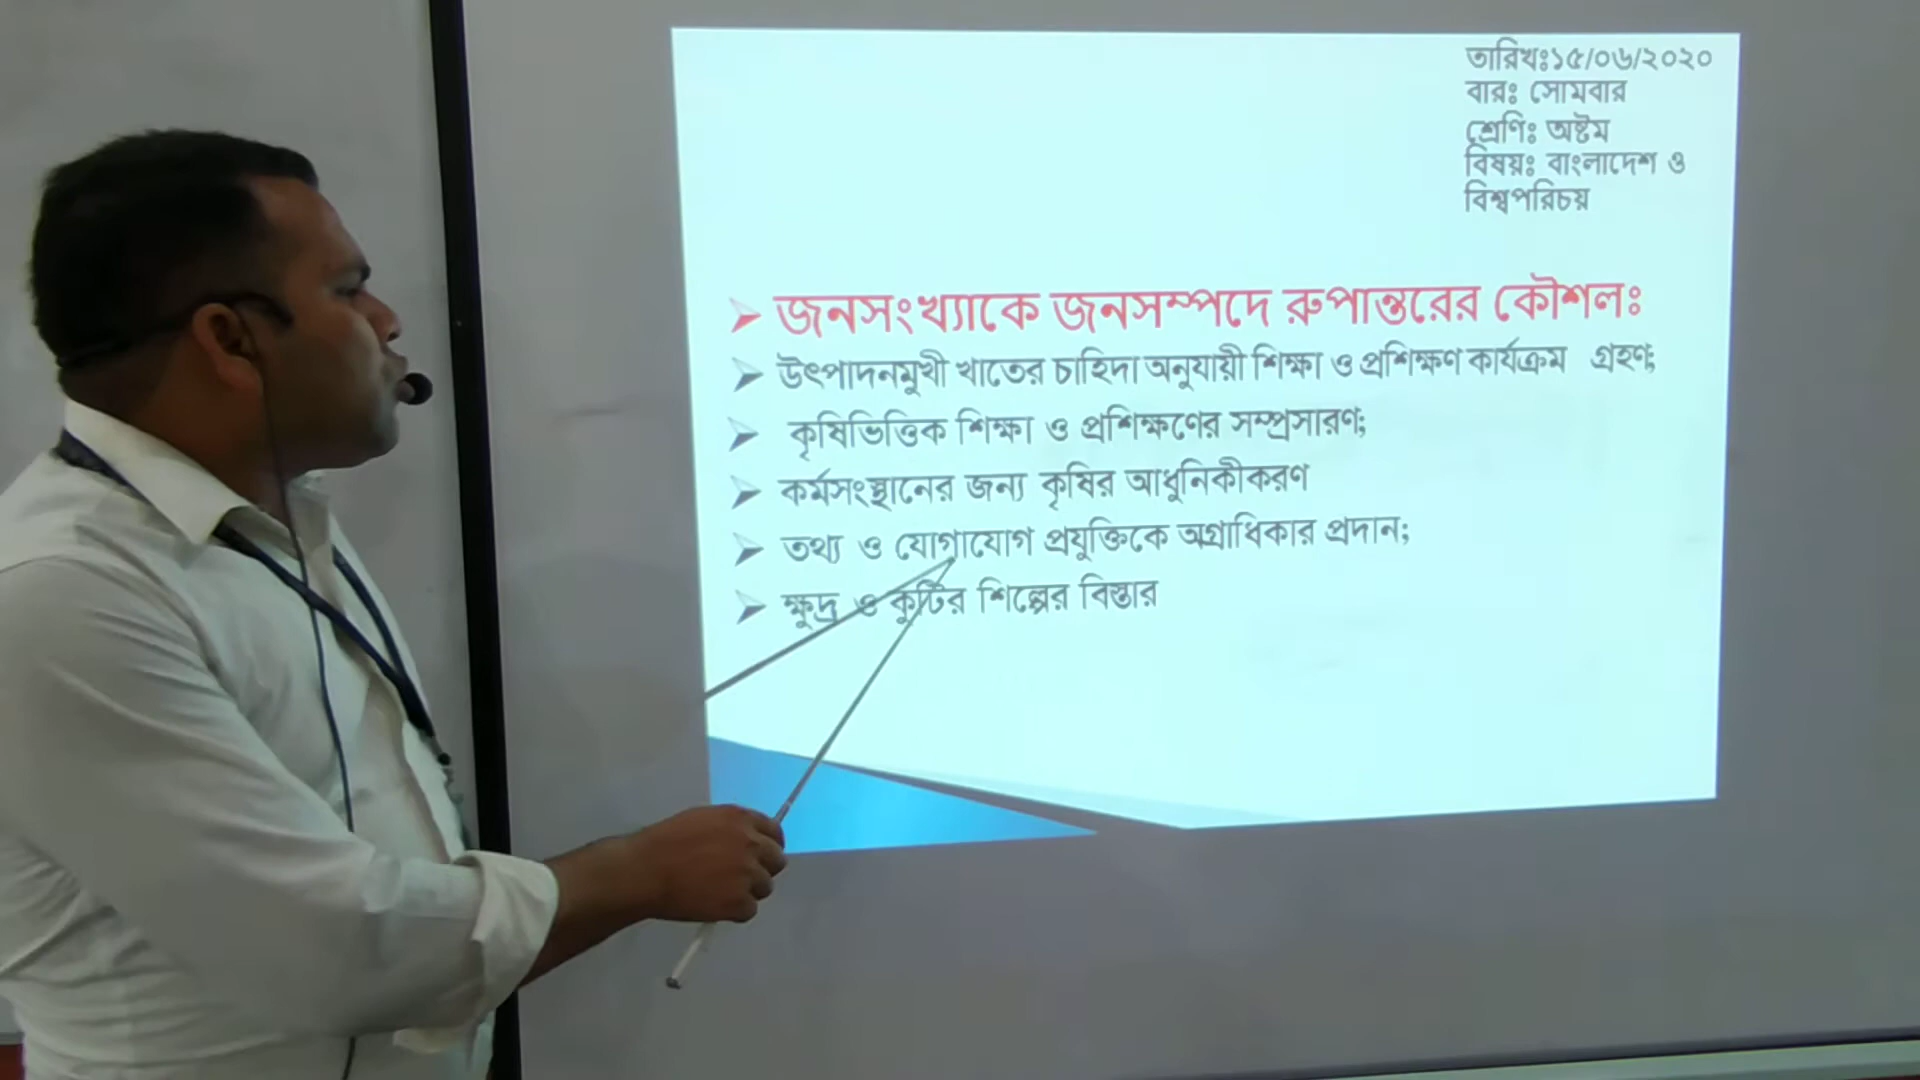 তারিখঃ১৫/০৬/২০২০
বারঃ সোমবার
শ্রেণিঃ অষ্টম
বিষয়ঃ বাংলাদেশ ও
বিশ্বপরিচয়
জনসংখ্যাকে জনসম্পদে রুপান্তরের কৌশলঃ
উৎপাদনমুখী খাতের চাহিদা অনুযায়ী শিক্ষা ও প্রশিক্ষণ কার্যক্রম গ্রহণ;
কৃষিভিত্তিক শিক্ষা ও প্রশিক্ষণের সম্প্রসারণ;
কর্মসংস্থানের জন্য কৃষির আধুনিকীকরণ
তথ্য ও যোগাযোগ প্রযুক্তিকে অগ্রাধিকার প্রদান;
ক্ষুদ্র ও কুটির শিল্পের বিস্তার